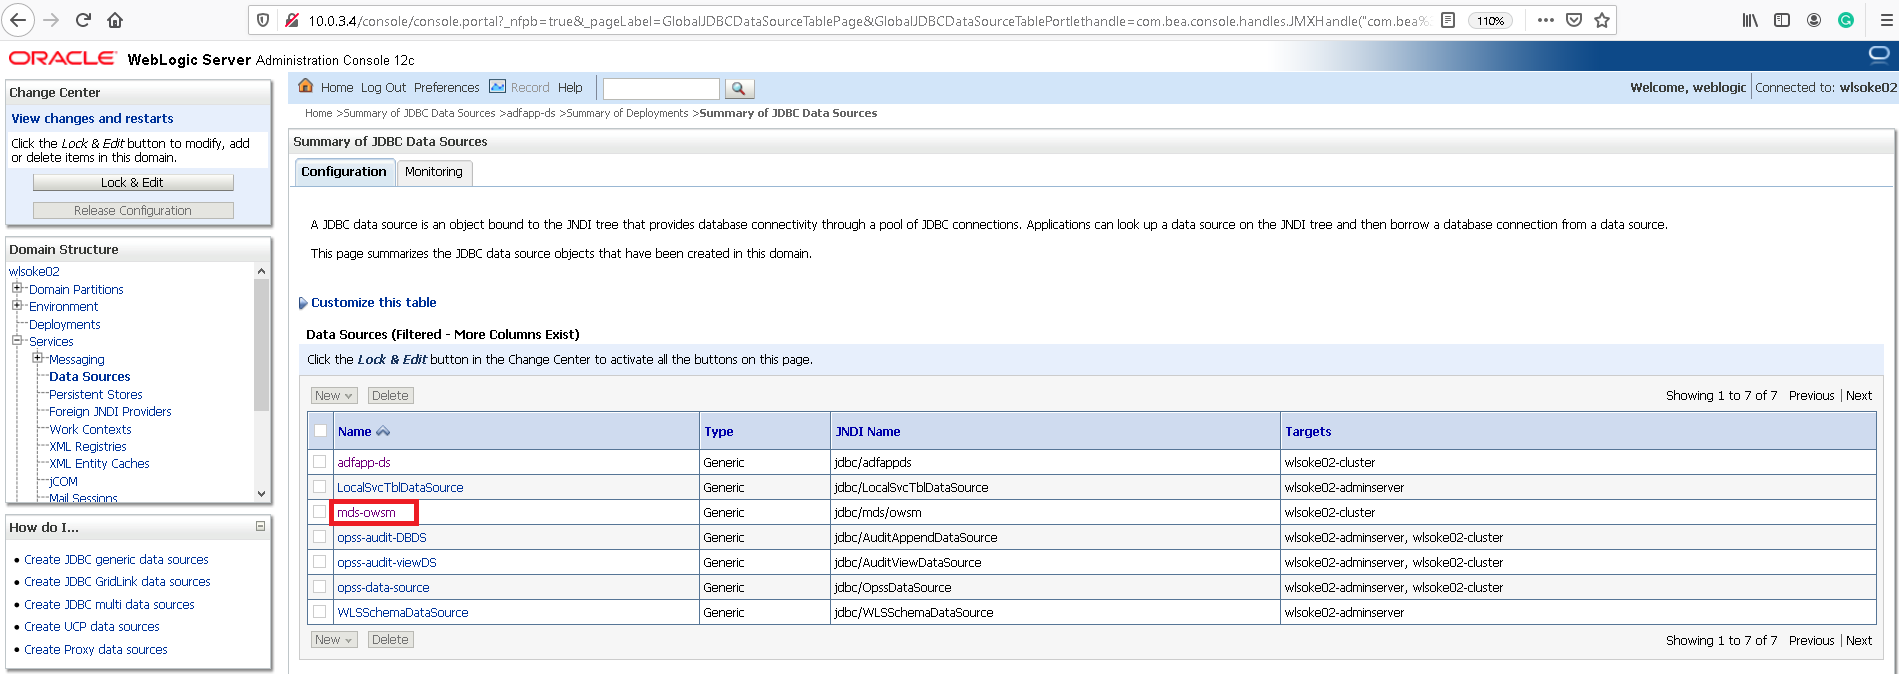 10.0.3.4/console/console.portal?_nfpb=true&_pageLabel=GlobalJDBCDataSourceTablePage&GlobalJDBCDataSourceTablePortlethandle=com.bea.console.handles.JMXHandle("com.bea%
110%
ORACLE WebLogic Server Administration Console 12c
Change Center
View changes and restarts
Click the Lock & Edit button to modify, add
or delete items in this domain.
Lock & Edit
Release Configuration
Domain Structure
wlsoke02
Domain Partitions
Environment
Deployments
Services
Messaging
Data Sources
Persistent Stores
Foreign JNDI Providers
Work Contexts
XML Registries
XML Entity Caches
jCOM
Mail Sessions
How do I...
Create JDBC generic data sources
Create JDBC GridLink data sources
Create JDBC multi data sources
Create UCP data sources
Create Proxy data sources
Home Log Out Preferences Record Help
Welcome, weblogic Connected to: wlsoke02
Home >Summary of JDBC Data Sources >adfapp-ds >Summary of Deployments >Summary of JDBC Data Sources
Summary of JDBC Data Sources
Configuration Monitoring
A JDBC data source is an object bound to the JNDI tree that provides database connectivity through a pool of JDBC connections. Applications can look up a data source on the JNDI tree and then borrow a database connection from a data source.
This page summarizes the JDBC data source objects that have been created in this domain.
Customize this table
Data Sources (Filtered - More Columns Exist)
Click the Lock & Edit button in the Change Center to activate all the buttons on this page.
New Delete Showing 1 to 7 of 7 Previous | Next
Name Type JNDI Name Targets
adfapp-ds Generic jdbc/adfappds wlsoke02-cluster
LocalSvcTblDataSource Generic jdbc/LocalSvcTblDataSource wlsoke02-adminserver
mds-owsm Generic jdbc/mds/owsm wlsoke02-cluster
opss-audit-DBDS Generic jdbc/AuditAppendDataSource wlsoke02-adminserver, wlsoke02-cluster
opss-audit-viewDS Generic jdbc/AuditViewDataSource wlsoke02-adminserver, wlsoke02-cluster
opss-data-source Generic jdbc/OpssDataSource wlsoke02-adminserver, wlsoke02-cluster
WLSSchemaDataSource Generic jdbc/WLSSchemaDataSource wlsoke02-adminserver
New Delete Showing 1 to 7 of 7 Previous | Next